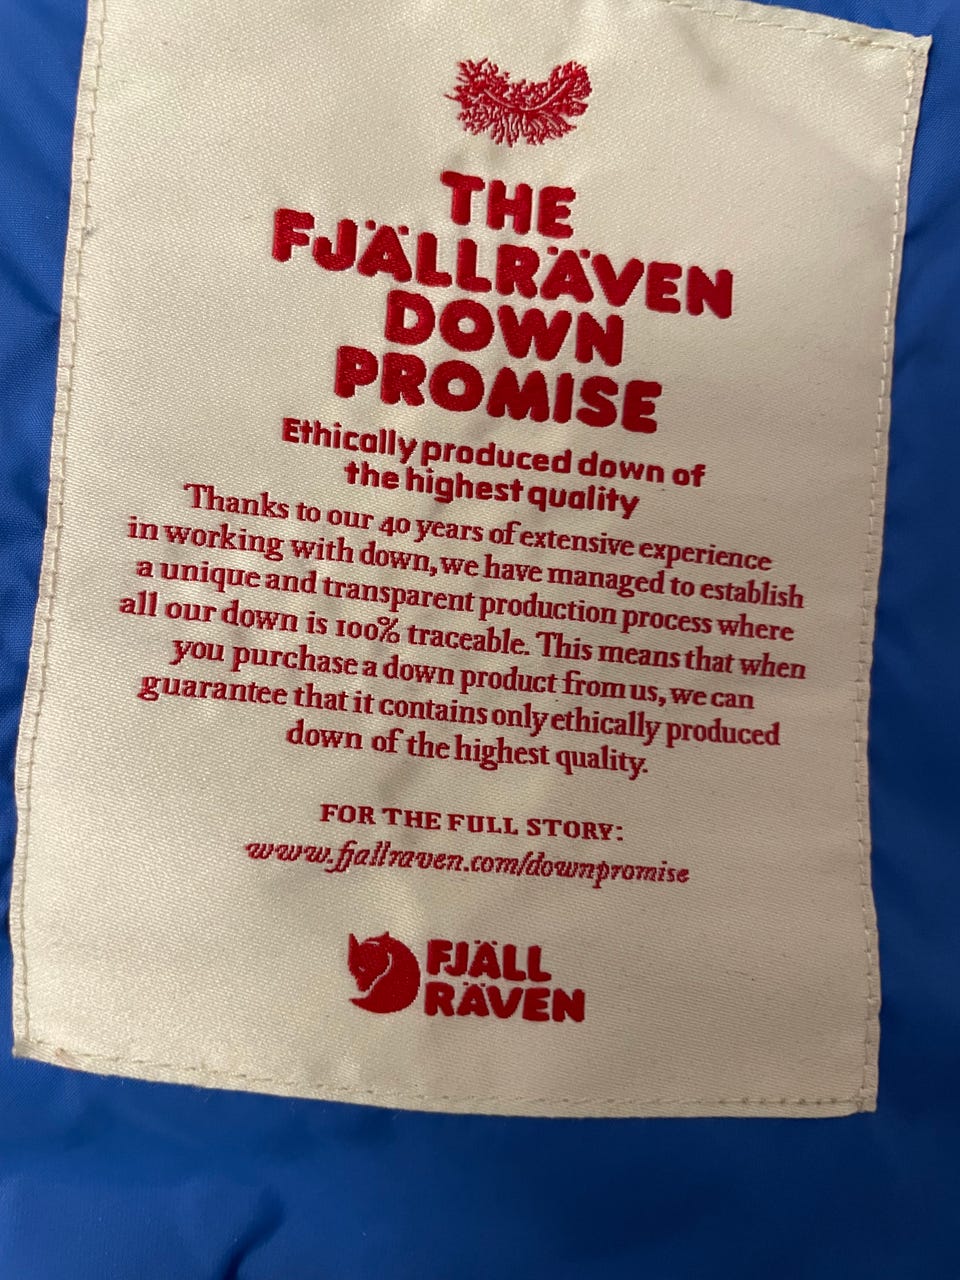 THE
FJÄLLRÄVEN
DOWN
PROMISE
Ethically produced down of
the highest quality
Thanks to our 40 years of extensive experience
in working with down, we have managed to establish
a unique and transparent production process where
all our down is 100% traceable. This means that when
you purchase a down product from us, we can
guarantee that it contains only ethically produced
down of the highest quality.
FOR THE FULL STORY:
www.fjallraven.com/downpromise
FJÄLL
RÄVEN